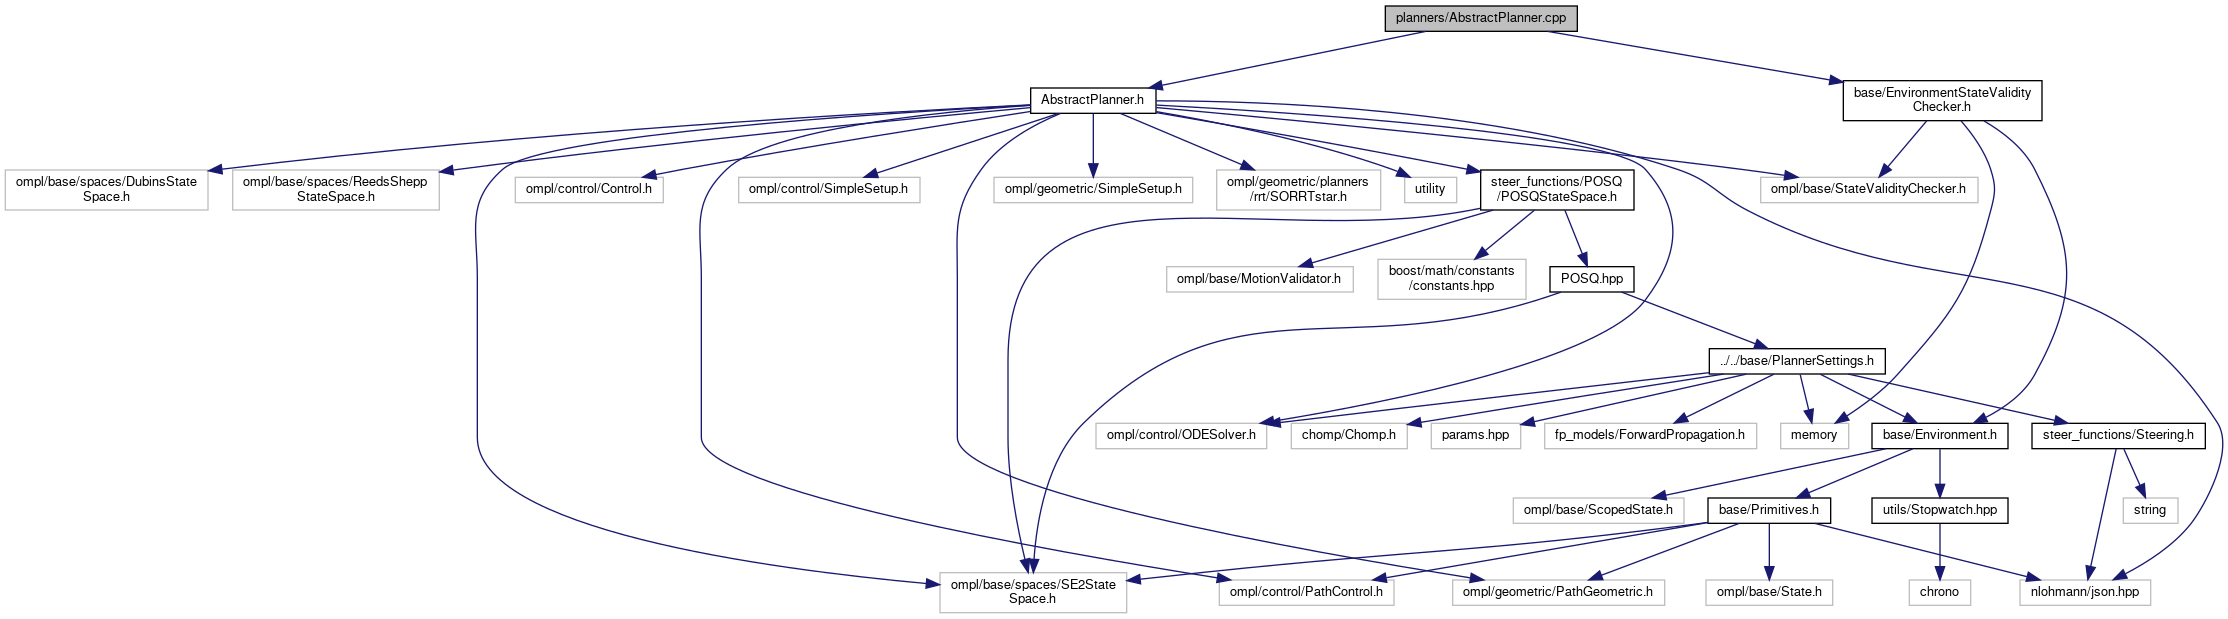 planners/AbstractPlanner.cpp
AbstractPlanner.h
base/EnvironmentStateValidity
Checker.h
ompl/base/spaces/DubinsState
Space.h
ompl/base/spaces/ReedsShepp
StateSpace.h
ompl/control/Control.h
ompl/control/SimpleSetup.h
ompl/geometric/SimpleSetup.h
ompl/geometric/planners
/rrt/SORRTstar.h
utility
steer_functions/POSQ
/POSQStateSpace.h
ompl/base/StateValidityChecker.h
ompl/base/MotionValidator.h
boost/math/constants
/constants.hpp
POSQ.hpp
../../base/PlannerSettings.h
ompl/control/ODESolver.h
chomp/Chomp.h
params.hpp
fp_models/ForwardPropagation.h
memory
base/Environment.h
steer_functions/Steering.h
ompl/base/ScopedState.h
base/Primitives.h
utils/Stopwatch.hpp
string
ompl/base/spaces/SE2State
Space.h
ompl/control/PathControl.h
ompl/geometric/PathGeometric.h
ompl/base/State.h
chrono
nlohmann/json.hpp